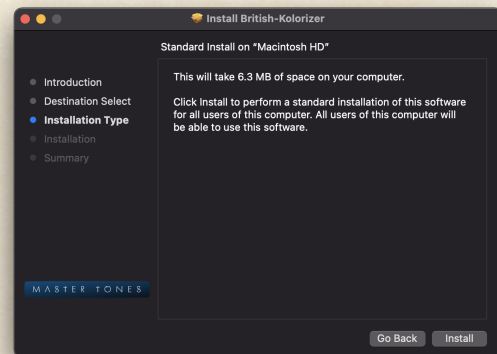 Install British-Kolorizer
Standard Install on “Macintosh HD”
Introduction
Destination Select
Installation Type
Installation
Summary
This will take 6.3 MB of space on your computer.
Click Install to perform a standard installation of this software
for all users of this computer. All users of this computer will
be able to use this software.
MASTER TONES
Go Back
Install